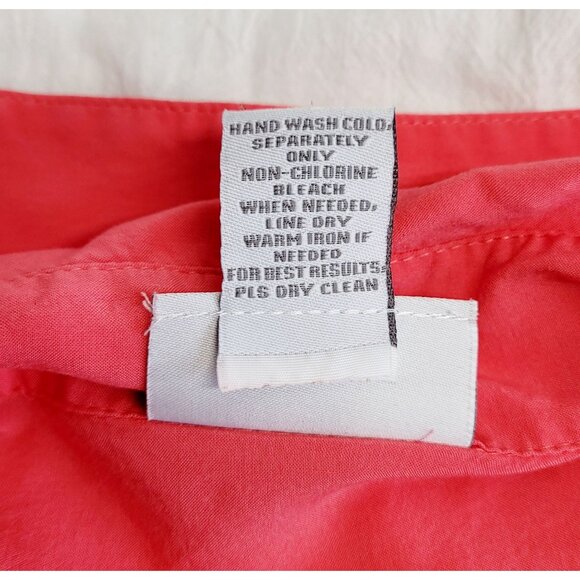 HAND WASH COLD,
SEPARATELY
ONLY
NON-CHLORINE
BLEACH
WHEN NEEDED,
LINE DRY
WARM IRON IF
NEEDED
FOR BEST RESULTS,
PLS DRY CLEAN